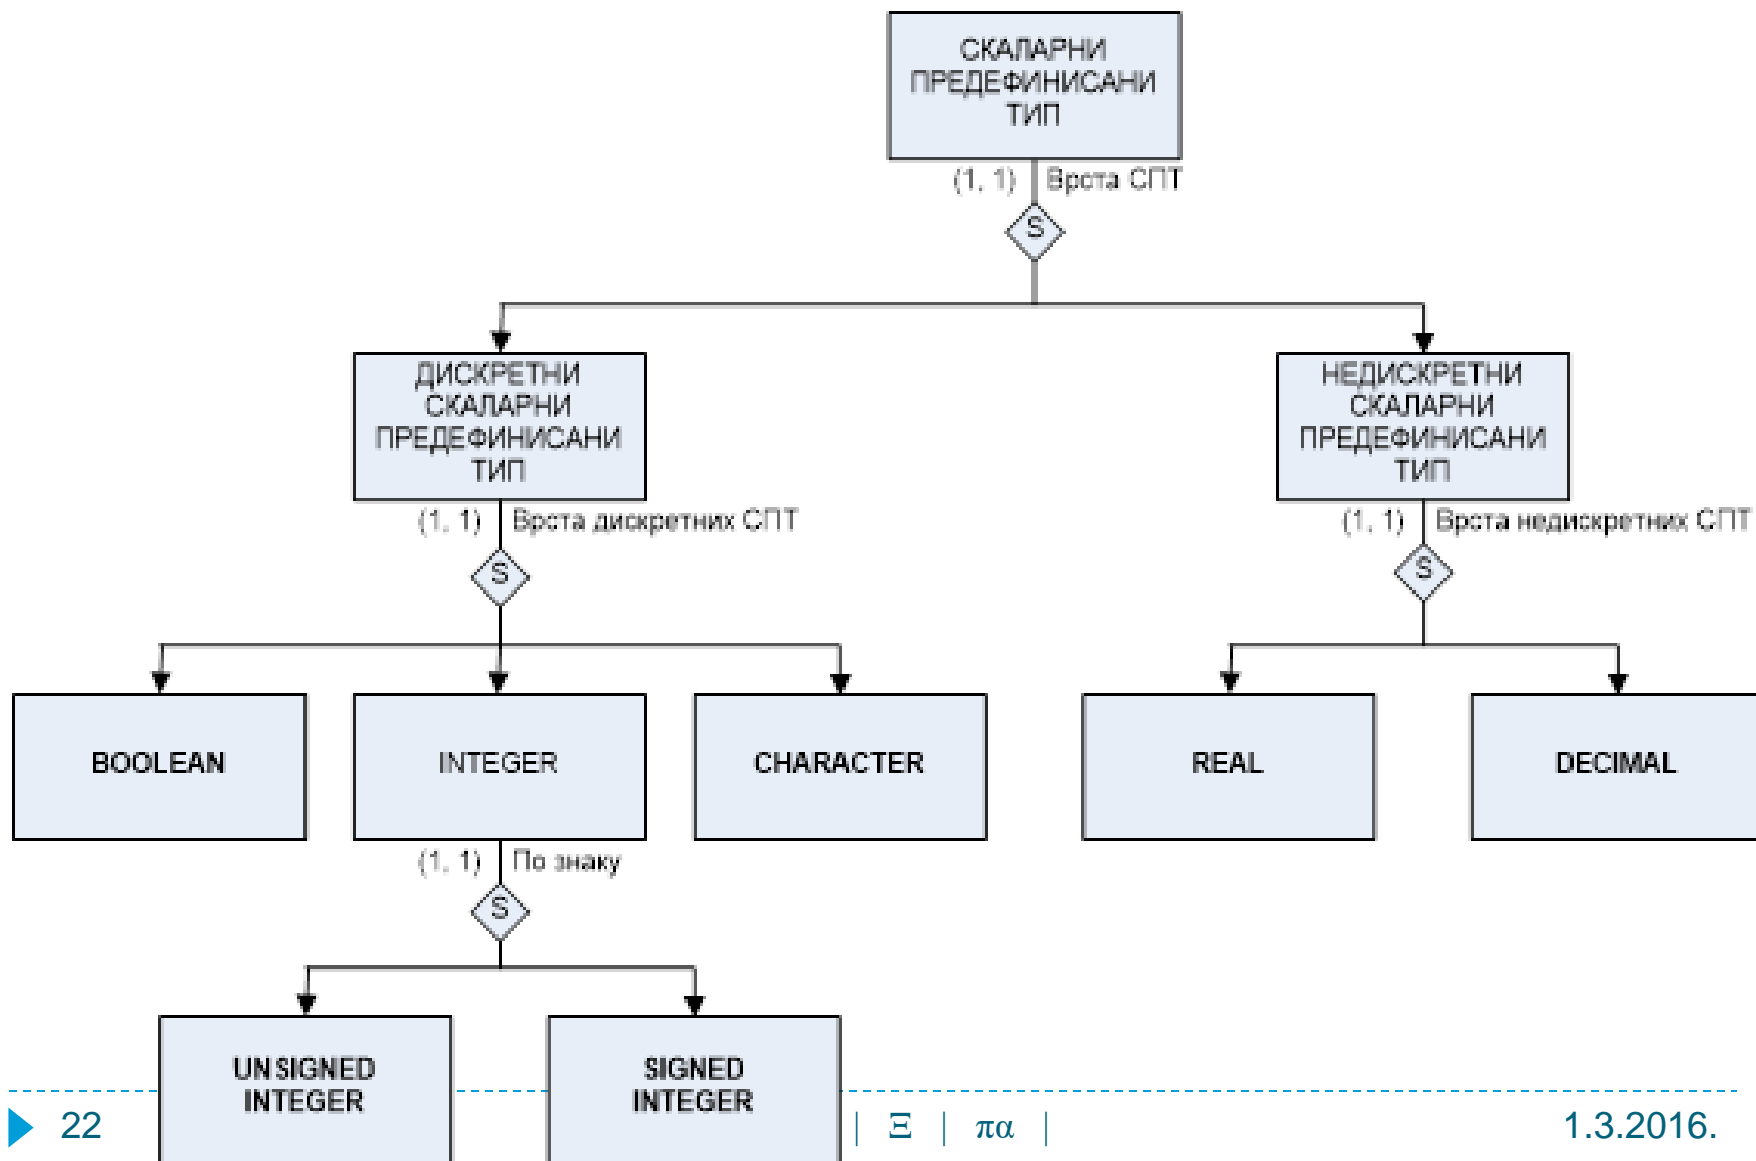 СКАЛАРНИ
ПРЕДЕФИНИСАНИ
ТИП
(1, 1) Врста СПТ
S
ДИСКРЕТНИ
СКАЛАРНИ
ПРЕДЕФИНИСАНИ
ТИП
НЕДИСКРЕТНИ
СКАЛАРНИ
ПРЕДЕФИНИСАНИ
ТИП
(1, 1) Врста дискретних СПТ
(1, 1) Врста недискретних СПТ
S
S
BOOLEAN
INTEGER
CHARACTER
REAL
DECIMAL
(1, 1) По знаку
S
UNSIGNED
INTEGER
SIGNED
INTEGER
22
| Ξ | πα |
1.3.2016.